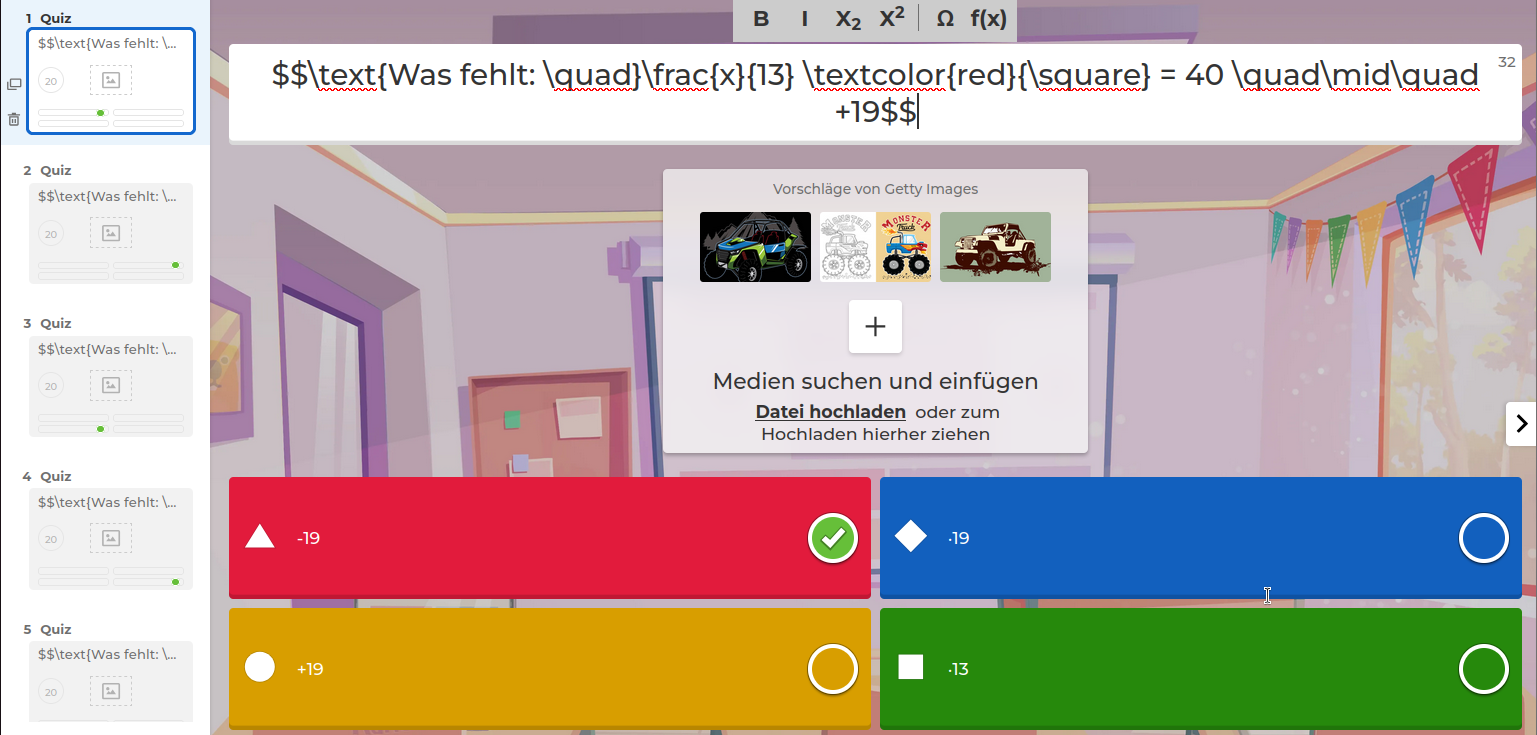 1 Quiz
$$\text{Was fehlt: \...
20
2 Quiz
$$\text{Was fehlt: \...
20
3 Quiz
$$\text{Was fehlt: \...
20
4 Quiz
$$\text{Was fehlt: \...
20
5 Quiz
$$\text{Was fehlt: \...
20
B I X₂ X² Ω f(x)
$$\text{Was fehlt: \quad}\frac{x}{13} \textcolor{red}{\square} = 40 \quad\mid\quad
+19$$
32
Vorschläge von Getty Images
MONSTER
Truck
Medien suchen und einfügen
Datei hochladen oder zum
Hochladen hierher ziehen
-19
·19
+19
·13